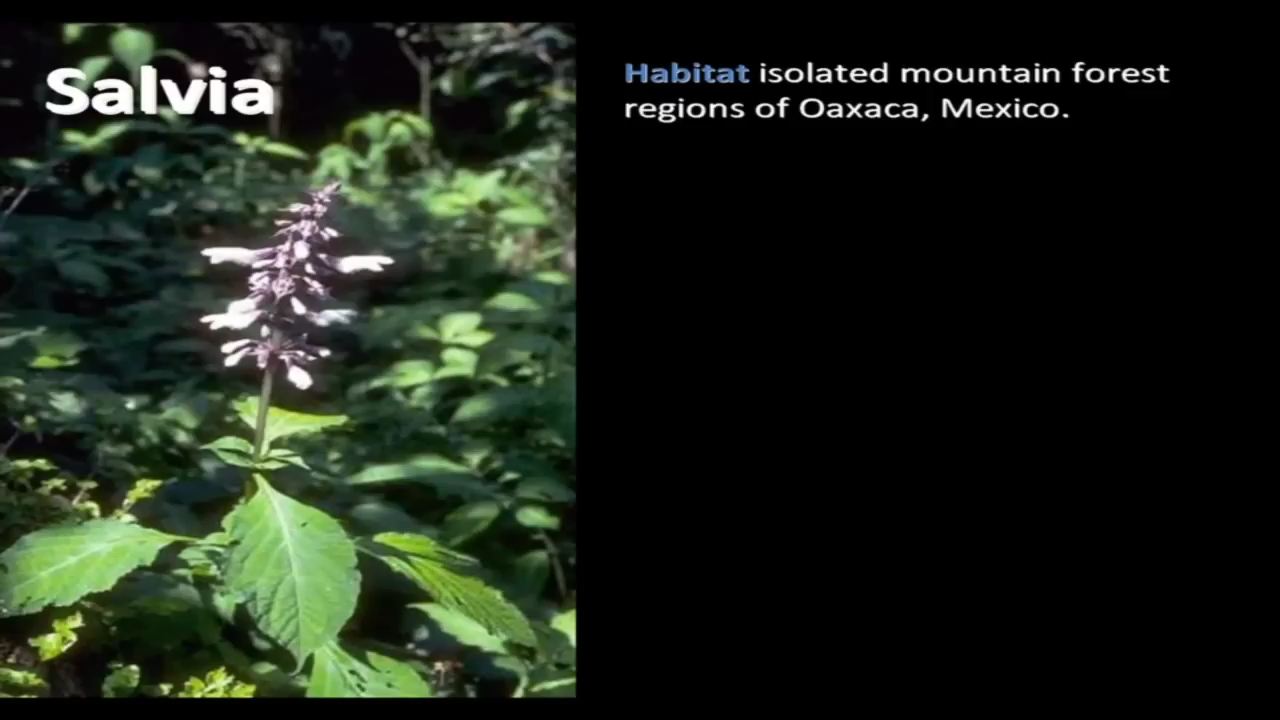 Salvia
Habitat isolated mountain forest
regions of Oaxaca, Mexico.